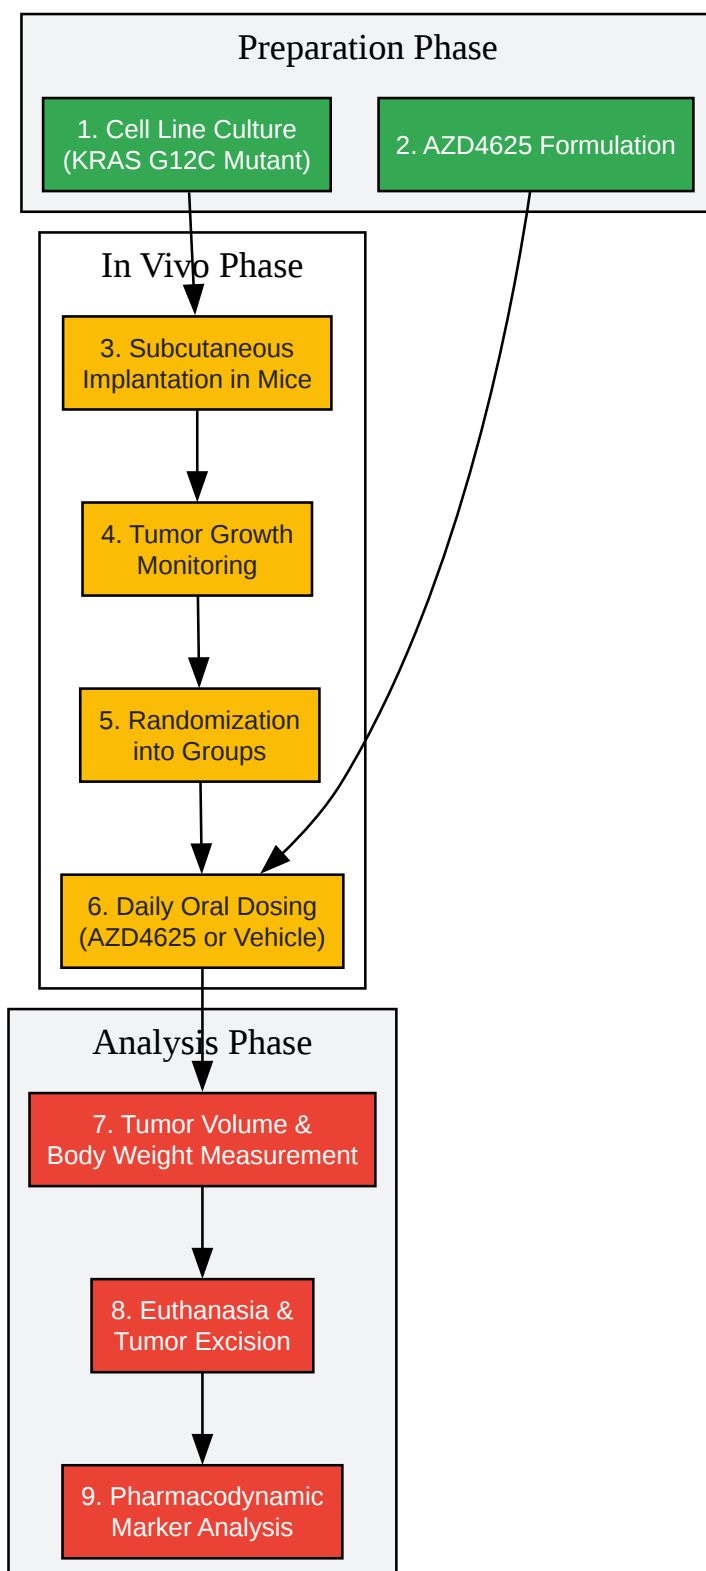 Preparation Phase
1. Cell Line Culture
(KRAS G12C Mutant)
2. AZD4625 Formulation
In Vivo Phase
3. Subcutaneous
Implantation in Mice
4. Tumor Growth
Monitoring
5. Randomization
into Groups
6. Daily Oral Dosing
(AZD4625 or Vehicle)
Analysis Phase
7. Tumor Volume &
Body Weight Measurement
8. Euthanasia &
Tumor Excision
9. Pharmacodynamic
Marker Analysis